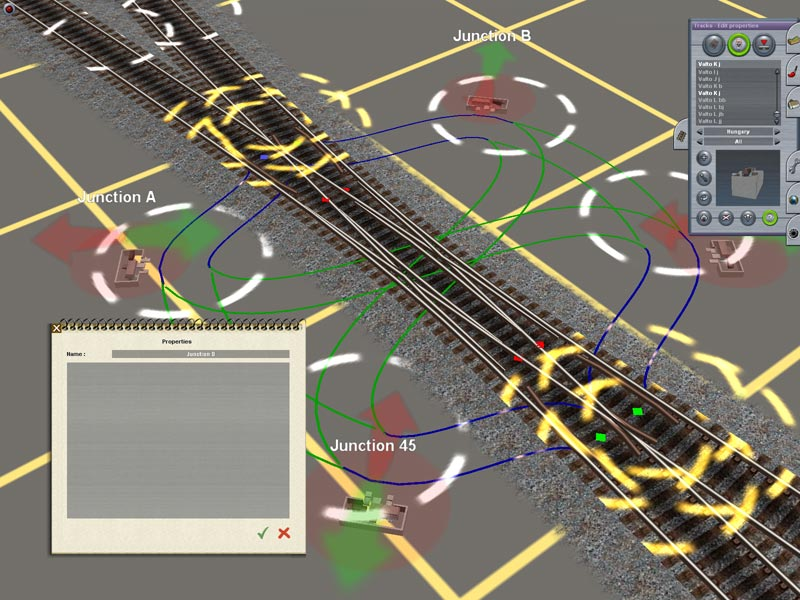 Junction B
Tracks - Edit properties
Valto K j
Valto I j
Valto J j
Valto K b
Valto K j
Valto L bb
Valto L bj
Valto L jb
Valto L jj
Hungary
All
Junction A
Properties
Name :
Junction B
Junction 45